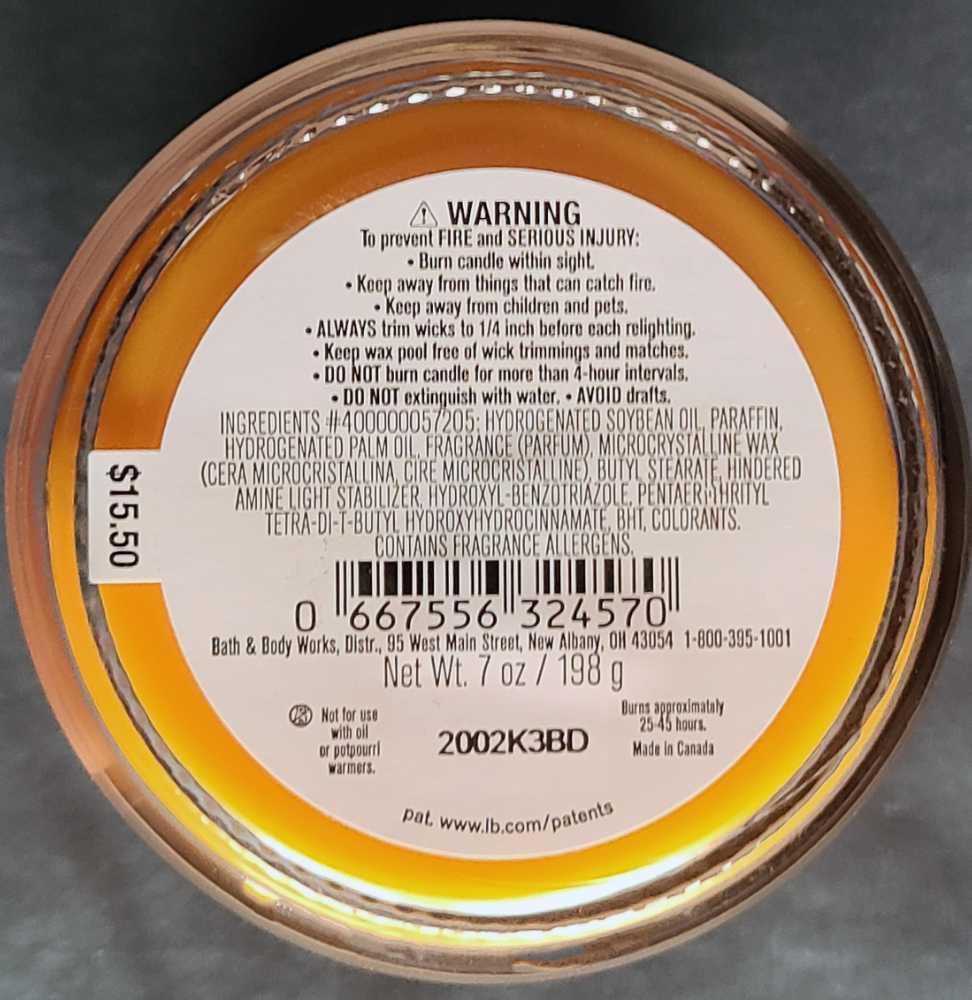 ⚠ WARNING
To prevent FIRE and SERIOUS INJURY:
• Burn candle within sight.
• Keep away from things that can catch fire.
• Keep away from children and pets.
• ALWAYS trim wicks to 1/4 inch before each relighting.
• Keep wax pool free of wick trimmings and matches.
• DO NOT burn candle for more than 4-hour intervals.
• DO NOT extinguish with water. • AVOID drafts.
INGREDIENTS #400000057205: HYDROGENATED SOYBEAN OIL, PARAFFIN,
HYDROGENATED PALM OIL, FRAGRANCE (PARFUM), MICROCRYSTALLINE WAX
(CERA MICROCRISTALLINA, CIRE MICROCRISTALLINE), BUTYL STEARATE, HINDERED
AMINE LIGHT STABILIZER, HYDROXYL-BENZOTRIAZOLE, PENTAERYTHRITYL
TETRA-DI-T-BUTYL HYDROXYHYDROCINNAMATE, BHT, COLORANTS.
CONTAINS FRAGRANCE ALLERGENS.
$15.50
0 667556 324570
Bath & Body Works, Distr., 95 West Main Street, New Albany, OH 43054 1-800-395-1001
Net Wt. 7 oz / 198 g
Not for use
with oil
or potpourri
warmers.
2002K3BD
Burns approximately
25-45 hours.
Made in Canada
pat. www.lb.com/patents